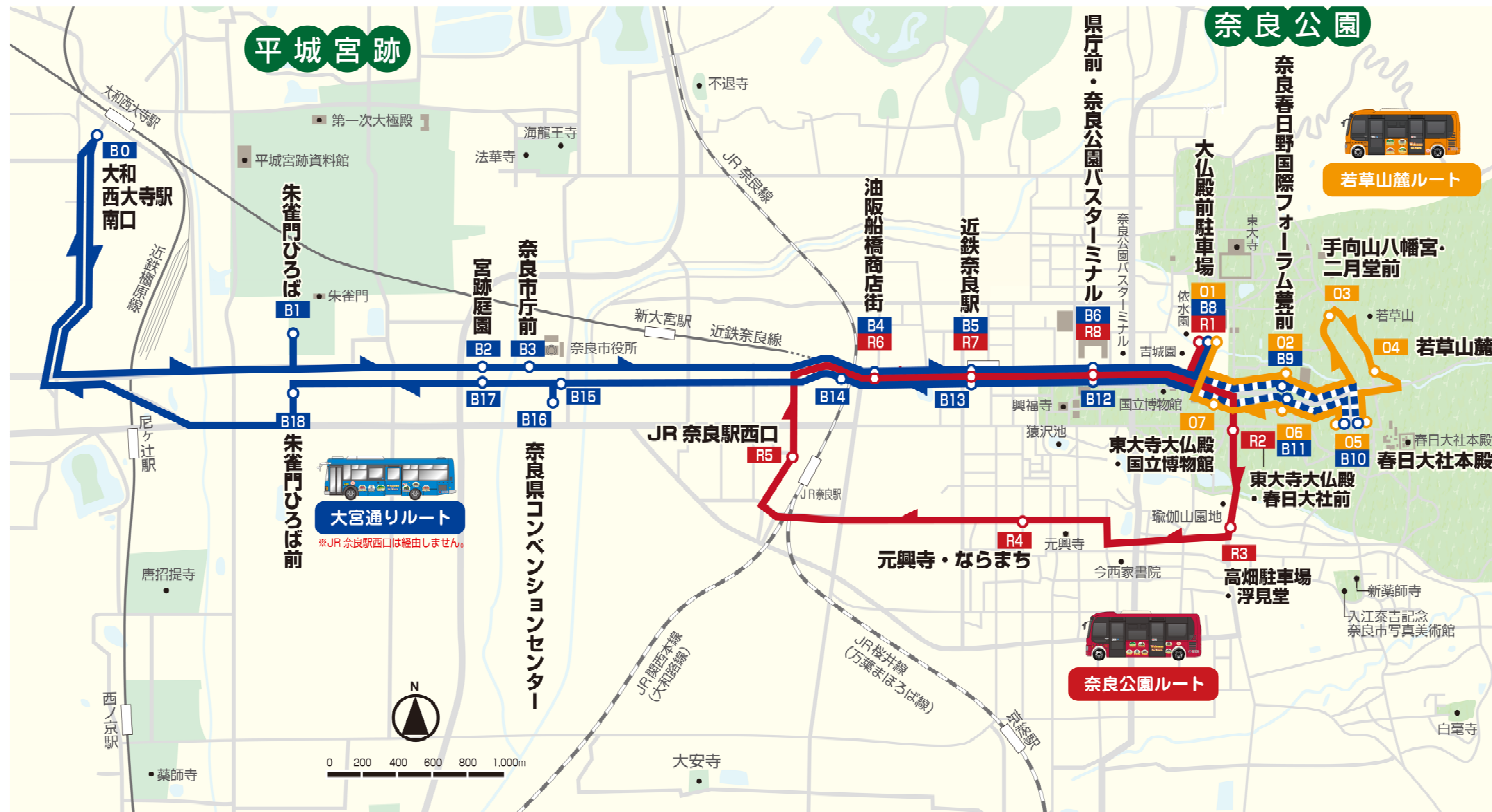 平城宮跡
奈良公園
大和西大寺駅
B0
大和
西大寺駅
南口
近鉄橿原線
第一次大極殿
平城宮跡資料館
海龍王寺
法華寺
不退寺
JR奈良線
朱雀門ひろば
B1
朱雀門
宮跡庭園
B2
奈良市庁前
B3
奈良市役所
新大宮駅
近鉄奈良線
油阪船橋商店街
B4
R6
近鉄奈良駅
B5
R7
県庁前・奈良公園バスターミナル
B6
R8
奈良公園バスターミナル
大仏殿前駐車場
O1
B8
R1
依水園
吉城園
東大寺
奈良春日野国際フォーラム甍前
O2
B9
若草山麓ルート
手向山八幡宮・
二月堂前
O3
若草山
O4
若草山麓
B18
朱雀門ひろば前
B17
B16
奈良県コンベンションセンター
B15
B14
B13
B12
興福寺
猿沢池
国立博物館
O7
東大寺大仏殿
・国立博物館
R2
東大寺大仏殿
・春日大社前
O6
B11
O5
B10
春日大社本殿
春日大社本殿
尼ヶ辻駅
大宮通りルート
※JR奈良駅西口は経由しません。
JR奈良駅西口
R5
JR奈良駅
R4
元興寺・ならまち
元興寺
今西家書院
瑜伽山園地
R3
高畑駐車場
・浮見堂
新薬師寺
入江泰吉記念
奈良市写真美術館
奈良公園ルート
唐招提寺
西ノ京駅
薬師寺
N
0 200 400 600 800 1,000m
JR関西本線
(大和路線)
JR桜井線
(万葉まほろば線)
京終駅
大安寺
白毫寺